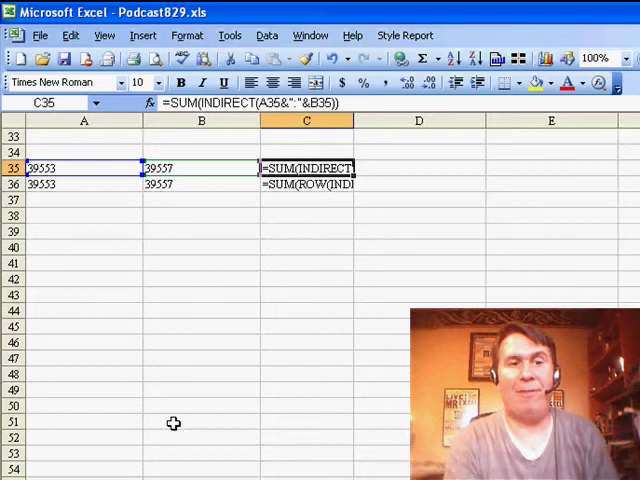 Microsoft Excel - Podcast829.xls
File Edit View Insert Format Tools Data Window Help Style Report
Σ 100%
Times New Roman 10 B I U $ % A
C35 fx =SUM(INDIRECT(A35&":"&B35))
A B C D E
33
34
35 39553 39557 =SUM(INDIRECT
36 39553 39557 =SUM(ROW(INDI
37
38
39
40
41
42
43
44
45
46
47
48
49
50
51
52
53
54